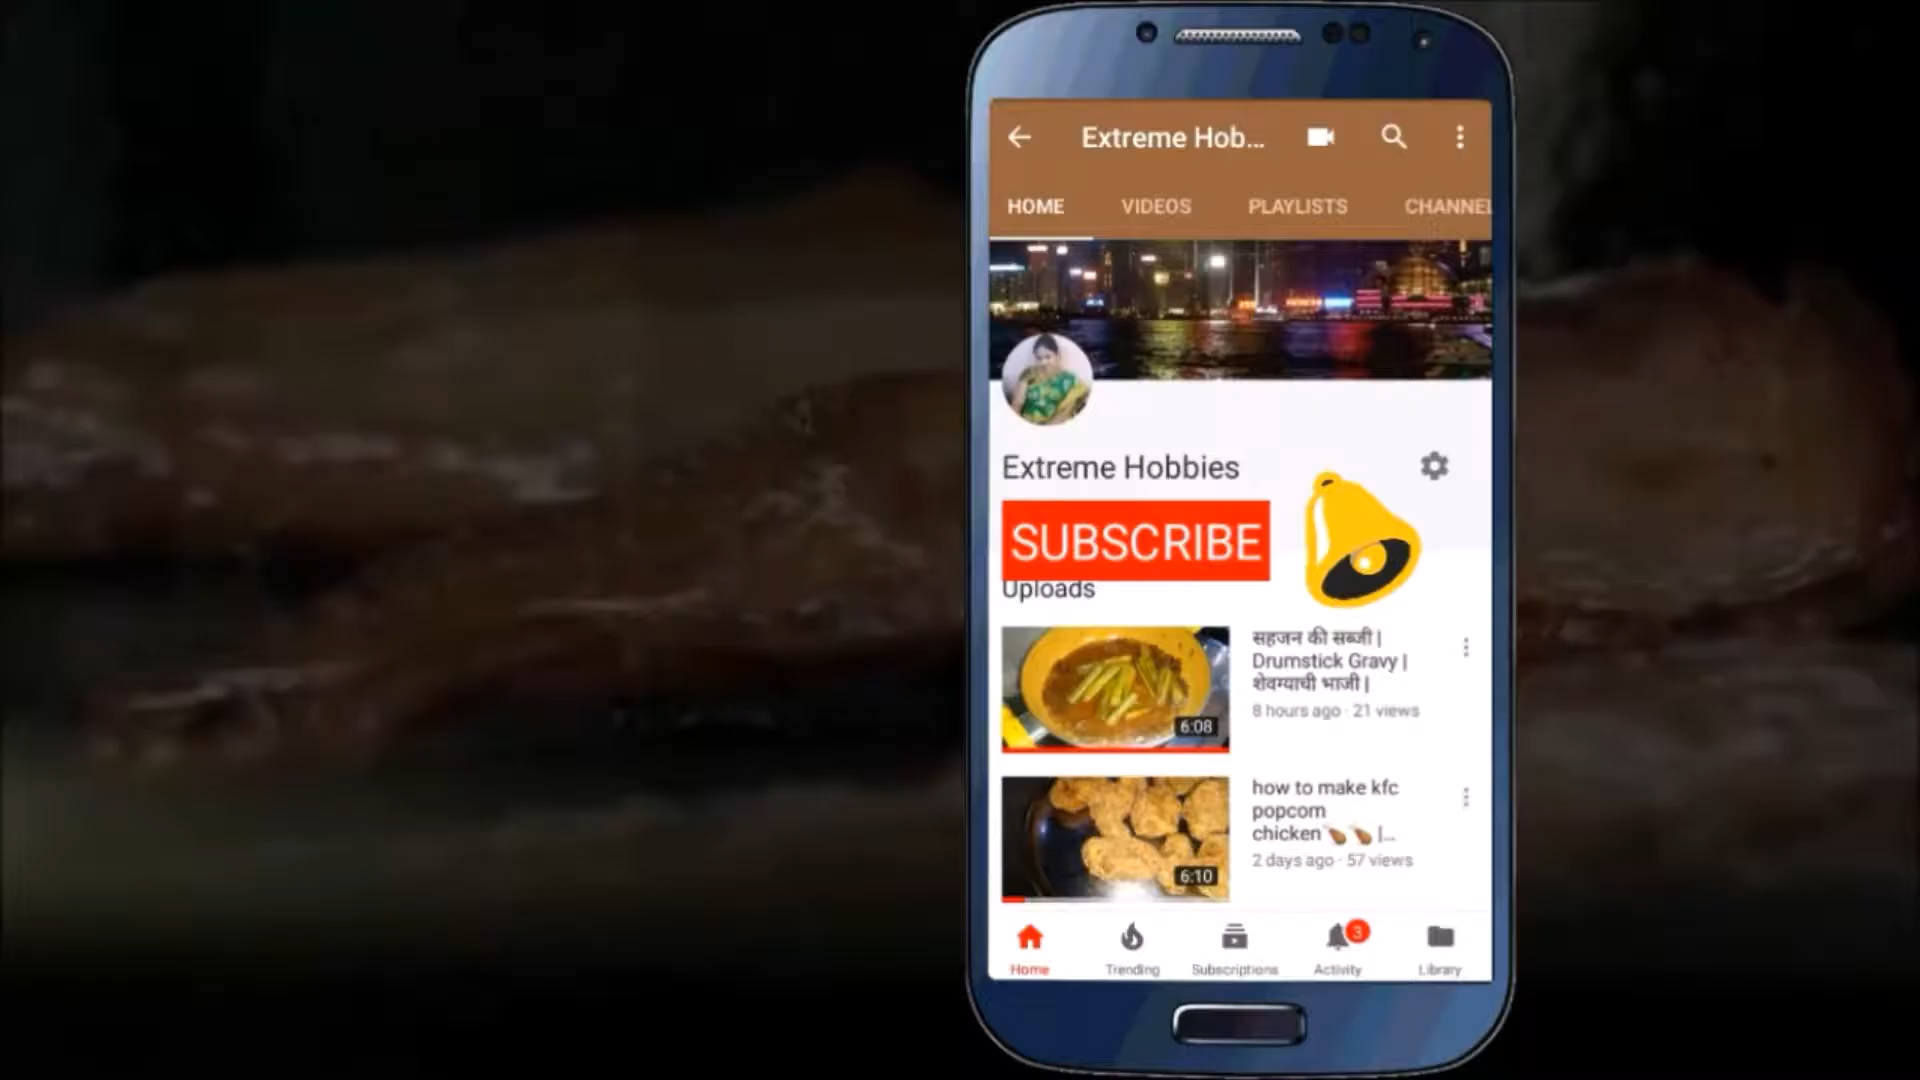 Extreme Hob...
HOME VIDEOS PLAYLISTS CHANNEL
Extreme Hobbies
SUBSCRIBE
Uploads
सहजन की सब्जी |
Drumstick Gravy |
शेवग्याची भाजी |
8 hours ago · 21 views
6:08
how to make kfc
popcorn
chicken🍗🍗 |...
2 days ago · 57 views
6:10
3
Home Trending Subscriptions Activity Library